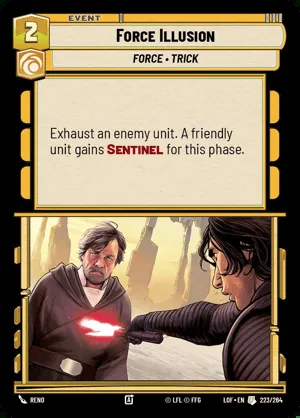 2
EVENT
FORCE ILLUSION
FORCE • TRICK
Exhaust an enemy unit. A friendly
unit gains SENTINEL for this phase.
RENO
© LFL © FFG
LOF • EN
223/264